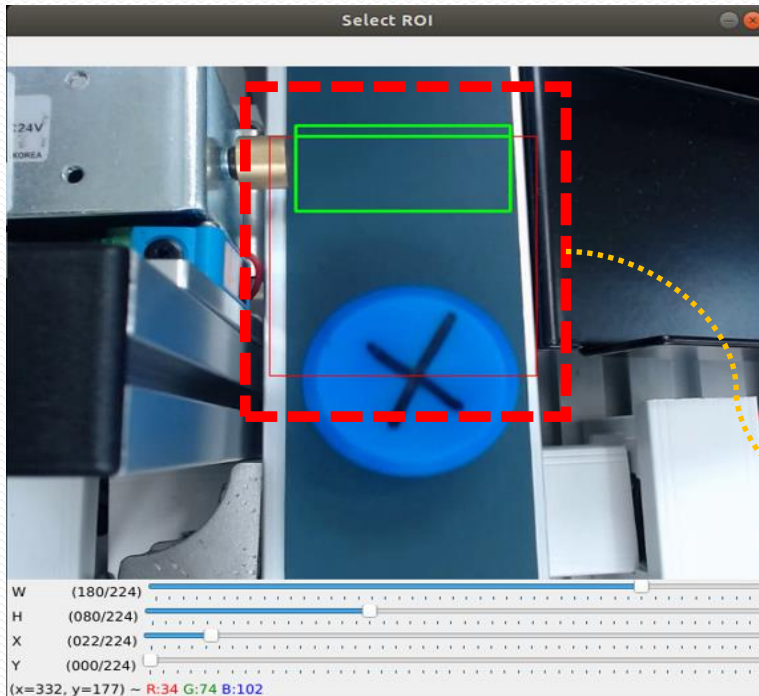 Select ROI
:24V
KOREA
W (180/224)
H (080/224)
X (022/224)
Y (000/224)
(x=332, y=177) ~ R:34 G:74 B:102